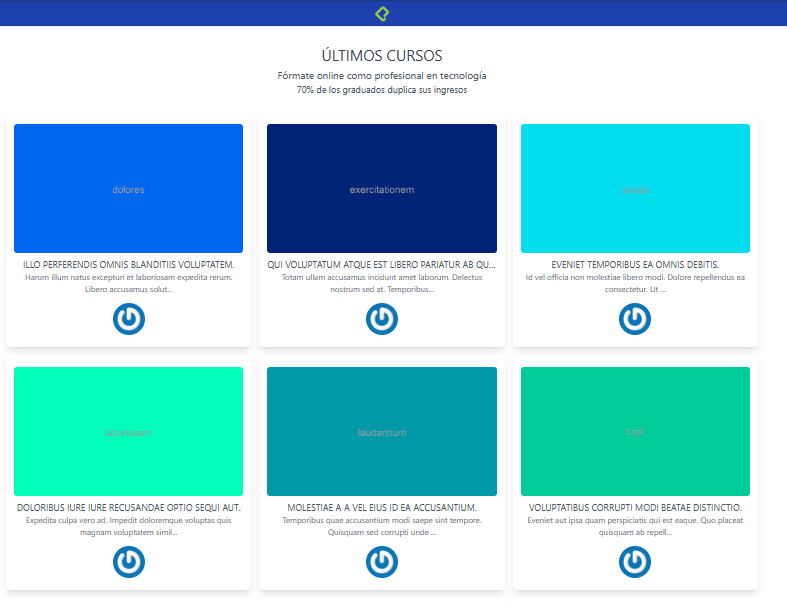 ÚLTIMOS CURSOS
Fórmate online como profesional en tecnología
70% de los graduados duplica sus ingresos
dolores
exercitationem
ILLO PERFERENDIS OMNIS BLANDITIIS VOLUPTATEM.
Harum illum natus excepturi et laboriosam expedita rerum.
Libero accusamus solut...
QUI VOLUPTATUM ATQUE EST LIBERO PARIATUR AB QU...
Totam ullam accusamus incidunt amet laborum. Delectus
nostrum sed at. Temporibus...
EVENIET TEMPORIBUS EA OMNIS DEBITIS.
Id vel officia non molestiae libero modi. Dolore repellendus ea
consectetur. Ut ...
laudantium
fugit
DOLORIBUS IURE IURE RECUSANDAE OPTIO SEQUI AUT.
Expedita culpa vero ad. Impedit doloremque voluptas quis
magnam voluptatem simil...
MOLESTIAE A A VEL EIUS ID EA ACCUSANTIUM.
Temporibus quae accusantium modi saepe sint tempore.
Quisquam sed corrupti unde ...
VOLUPTATIBUS CORRUPTI MODI BEATAE DISTINCTIO.
Eveniet aut ipsa quam perspiciatis qui est eaque. Quo placeat
quisquam ab repell...